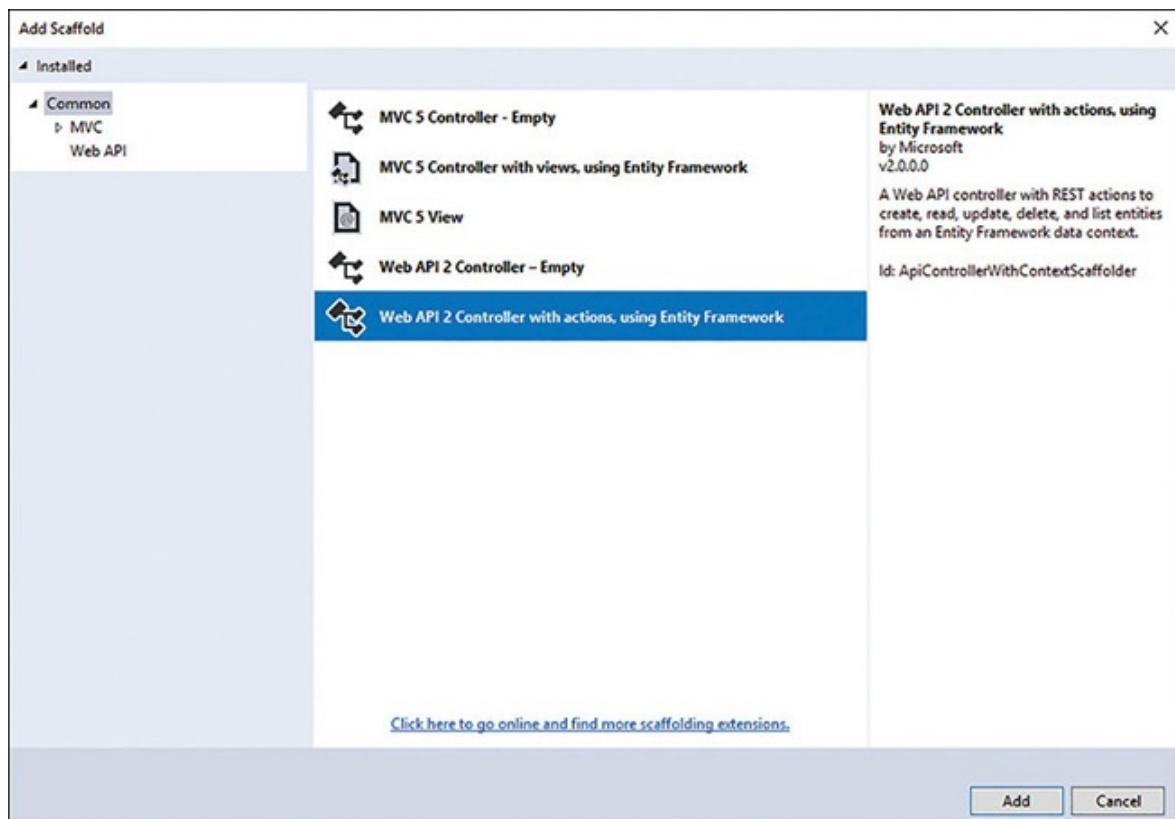 Add Scaffold
Installed
Common
MVC
Web API
MVC 5 Controller - Empty
MVC 5 Controller with views, using Entity Framework
MVC 5 View
Web API 2 Controller – Empty
Web API 2 Controller with actions, using Entity Framework
Click here to go online and find more scaffolding extensions.
Web API 2 Controller with actions, using
Entity Framework
by Microsoft
v2.0.0.0
A Web API controller with REST actions to
create, read, update, delete, and list entities
from an Entity Framework data context.
Id: ApiControllerWithContextScaffolder
Add
Cancel